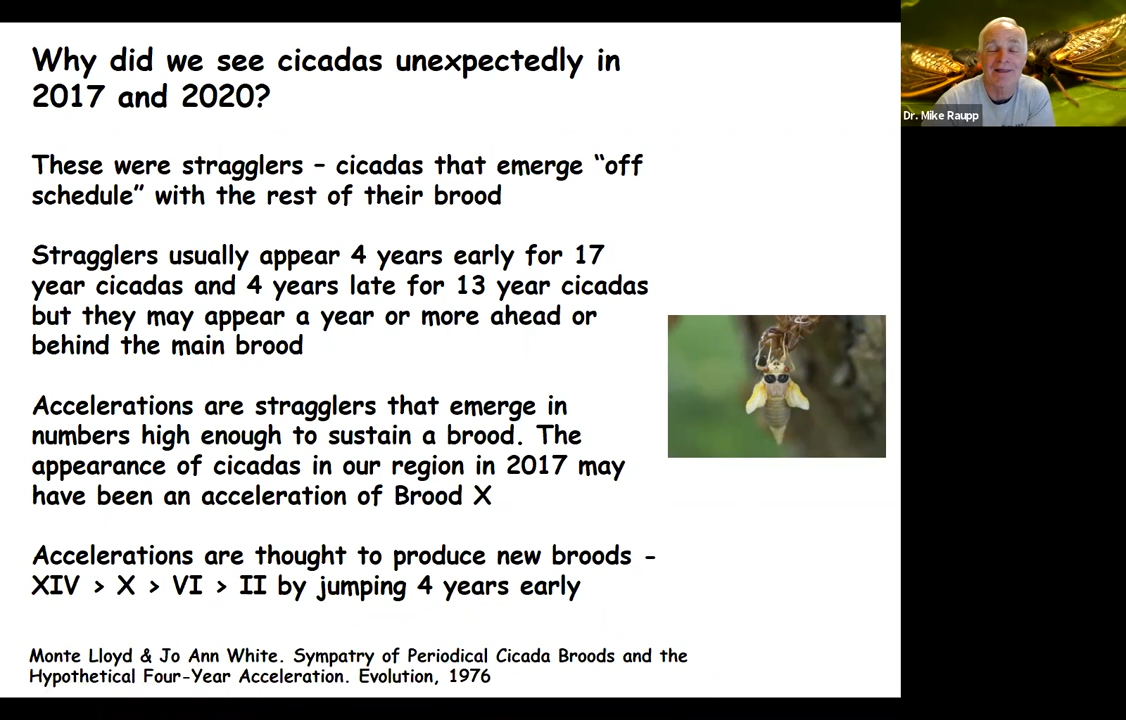 Why did we see cicadas unexpectedly in
2017 and 2020?
These were stragglers – cicadas that emerge “off
schedule” with the rest of their brood
Stragglers usually appear 4 years early for 17
year cicadas and 4 years late for 13 year cicadas
but they may appear a year or more ahead or
behind the main brood
Accelerations are stragglers that emerge in
numbers high enough to sustain a brood. The
appearance of cicadas in our region in 2017 may
have been an acceleration of Brood X
Accelerations are thought to produce new broods –
XIV > X > VI > II by jumping 4 years early
Monte Lloyd & Jo Ann White. Sympatry of Periodical Cicada Broods and the
Hypothetical Four-Year Acceleration. Evolution, 1976
Dr. Mike Raupp